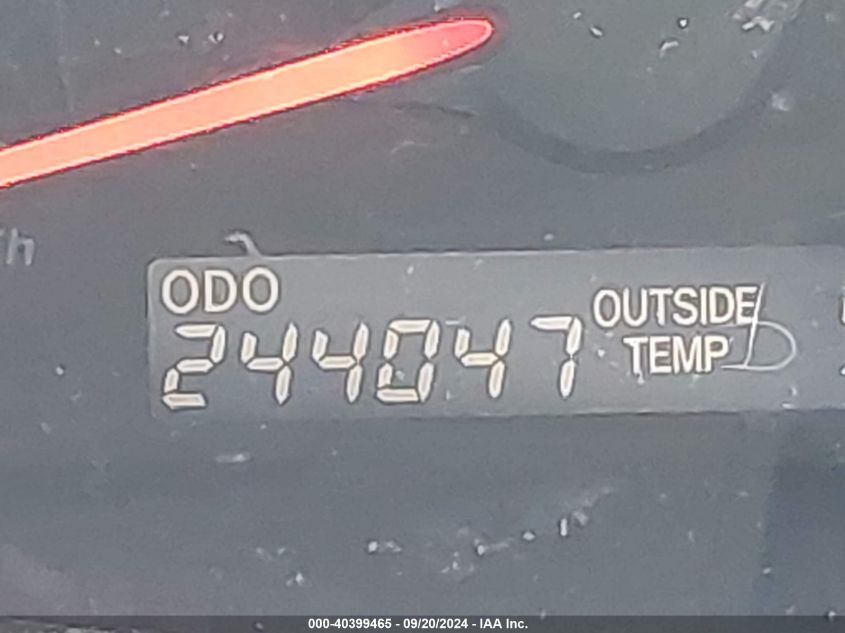 ODO
244047
OUTSIDE
TEMP
000-40399465 - 09/20/2024 - IAA Inc.